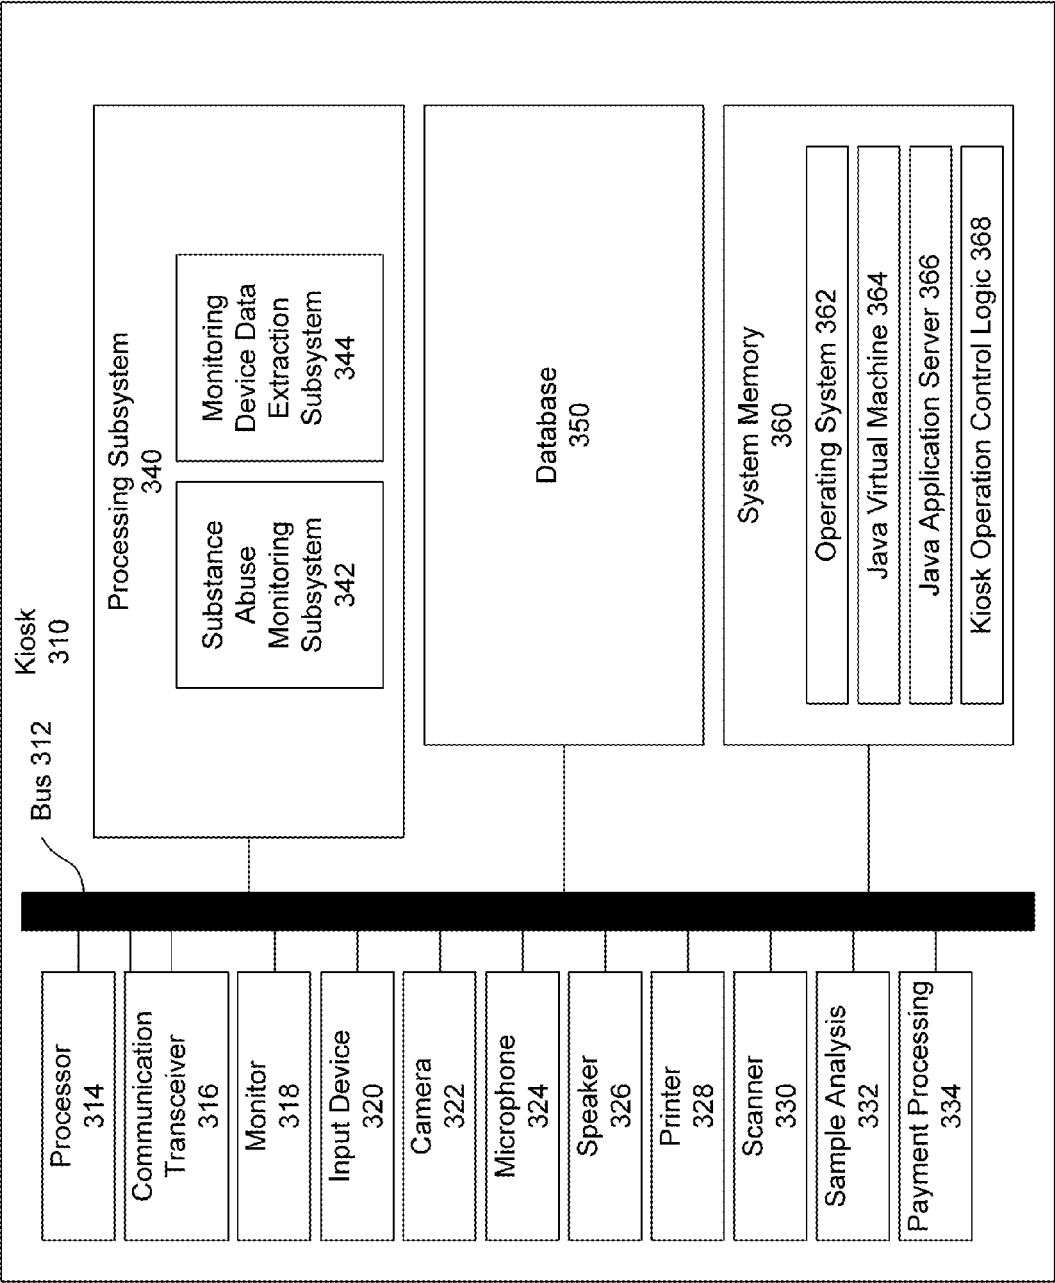 Kiosk
310
Bus 312
Processor
314
Communication
Transceiver
316
Monitor
318
Input Device
320
Camera
322
Microphone
324
Speaker
326
Printer
328
Scanner
330
Sample Analysis
332
Payment Processing
334
Processing Subsystem
340
Substance
Abuse
Monitoring
Subsystem
342
Monitoring
Device Data
Extraction
Subsystem
344
Database
350
System Memory
360
Operating System 362
Java Virtual Machine 364
Java Application Server 366
Kiosk Operation Control Logic 368